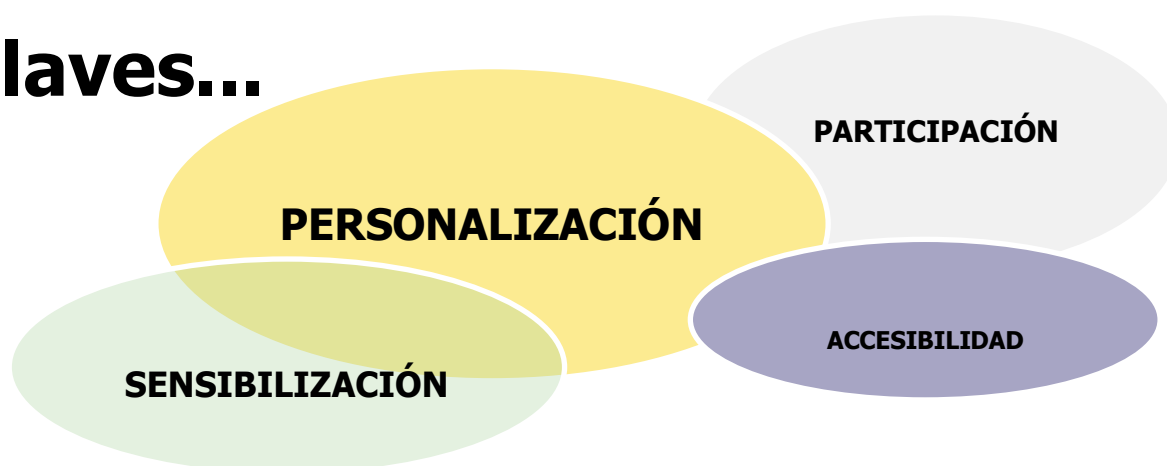 laves...
PARTICIPACIÓN
PERSONALIZACIÓN
ACCESIBILIDAD
SENSIBILIZACIÓN